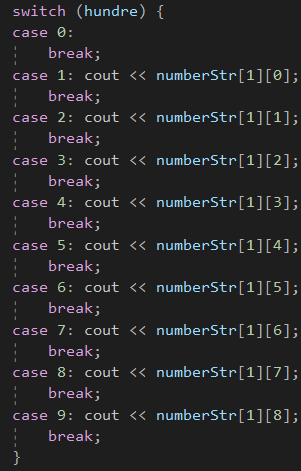 switch (hundre) {
case 0:
    break;
case 1: cout << numberStr[1][0];
    break;
case 2: cout << numberStr[1][1];
    break;
case 3: cout << numberStr[1][2];
    break;
case 4: cout << numberStr[1][3];
    break;
case 5: cout << numberStr[1][4];
    break;
case 6: cout << numberStr[1][5];
    break;
case 7: cout << numberStr[1][6];
    break;
case 8: cout << numberStr[1][7];
    break;
case 9: cout << numberStr[1][8];
    break;
}